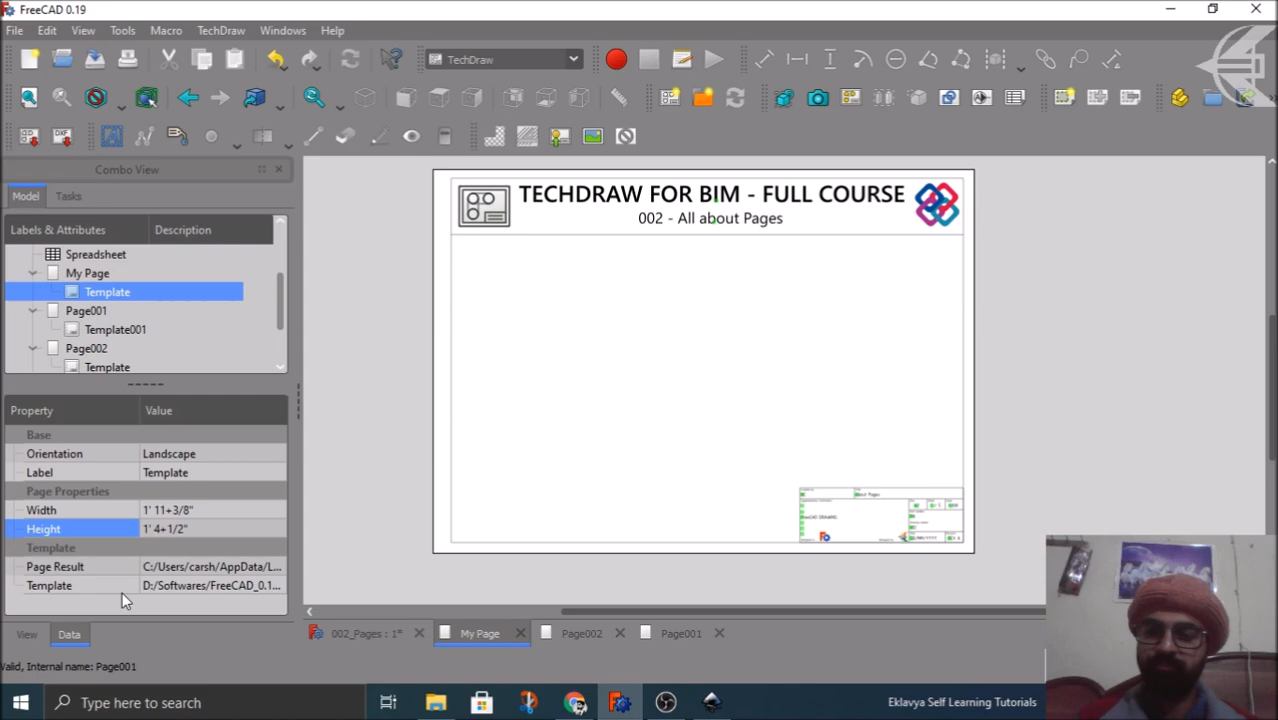 FreeCAD 0.19
File Edit View Tools Macro TechDraw Windows Help
TechDraw
Combo View
Model Tasks
Labels & Attributes Description
Spreadsheet
My Page
Template
Page001
Template001
Page002
Template
Property Value
Base
Orientation Landscape
Label Template
Page Properties
Width 1' 11+3/8"
Height 1' 4+1/2"
Template
Page Result C:/Users/carsh/AppData/L...
Template D:/Softwares/FreeCAD_0.1...
View Data
TECHDRAW FOR BIM - FULL COURSE
002 - All about Pages
About Pages
FreeCAD DRAWING
002_Pages : 1*
My Page
Page002
Page001
Valid, Internal name: Page001
Type here to search
Eklavya Self Learning Tutorials